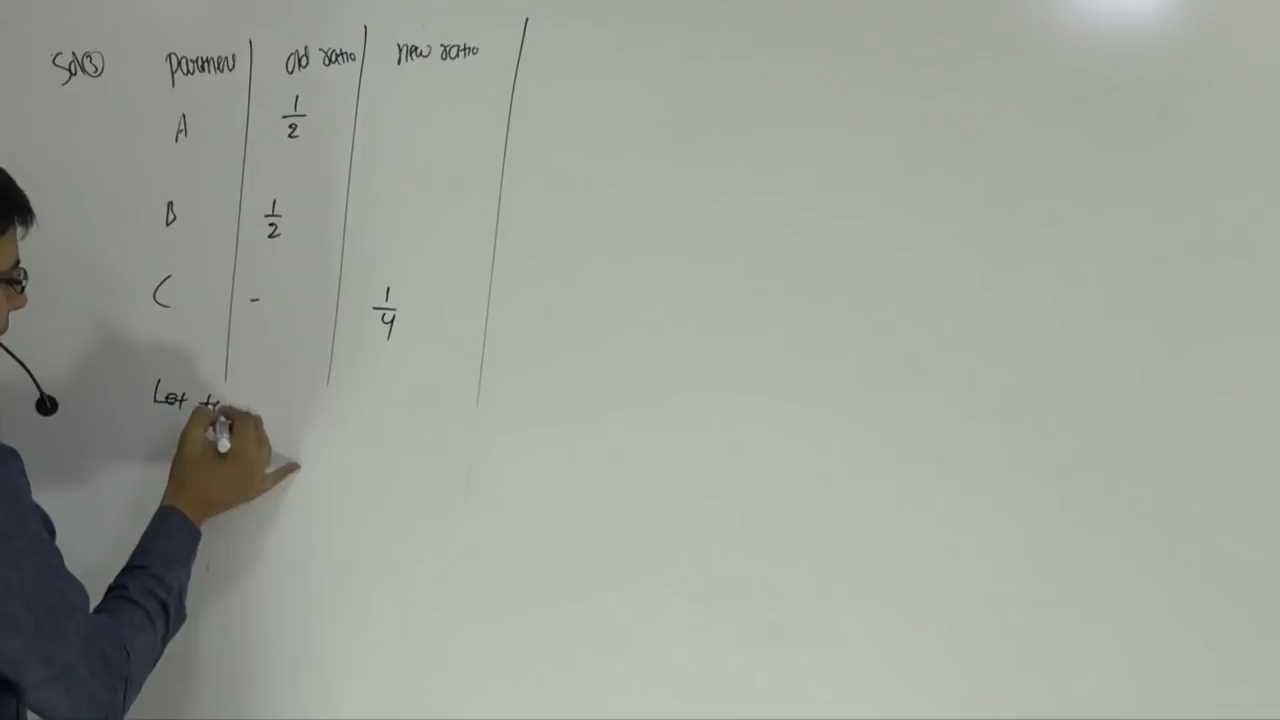 Sol③ Partner old ratio new ratio
A 1/2
B 1/2
C - 1/4
Let